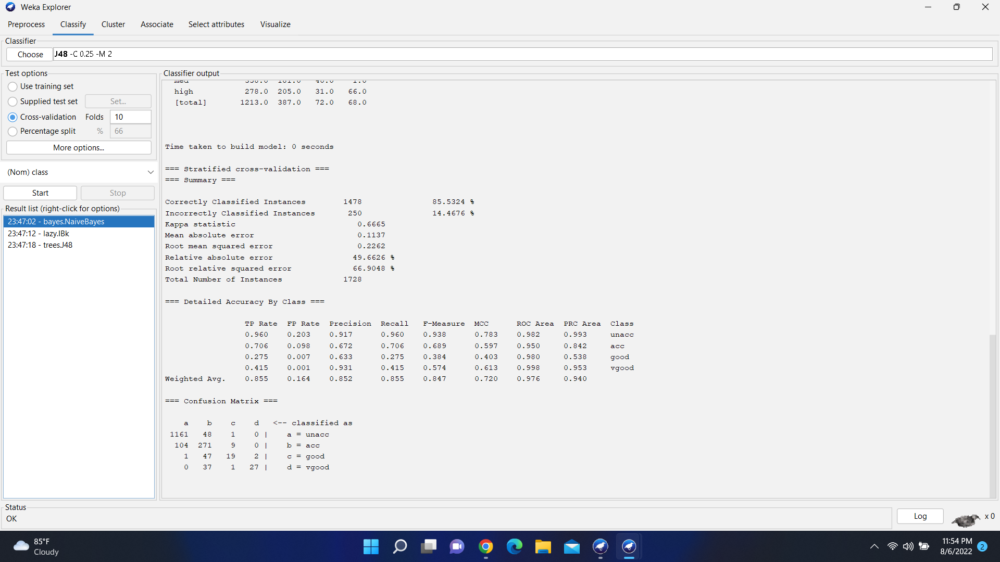 Weka Explorer
Preprocess Classify Cluster Associate Select attributes Visualize
Classifier
Choose J48 -C 0.25 -M 2
Test options
Use training set
Supplied test set Set...
Cross-validation Folds 10
Percentage split % 66
More options...
(Nom) class
Start Stop
Result list (right-click for options)
23:47:02 - bayes.NaiveBayes
23:47:12 - lazy.IBk
23:47:18 - trees.J48
Classifier output
med 
high 278.0 205.0 31.0 66.0
[total] 1213.0 387.0 72.0 68.0
Time taken to build model: 0 seconds
=== Stratified cross-validation ===
=== Summary ===
Correctly Classified Instances 1478 85.5324 %
Incorrectly Classified Instances 250 14.4676 %
Kappa statistic 0.6665
Mean absolute error 0.1137
Root mean squared error 0.2262
Relative absolute error 49.6626 %
Root relative squared error 66.9048 %
Total Number of Instances 1728
=== Detailed Accuracy By Class ===
TP Rate FP Rate Precision Recall F-Measure MCC ROC Area PRC Area Class
0.960 0.203 0.917 0.960 0.938 0.783 0.982 0.993 unacc
0.706 0.098 0.672 0.706 0.689 0.597 0.950 0.842 acc
0.275 0.007 0.633 0.275 0.384 0.403 0.980 0.538 good
0.415 0.001 0.931 0.415 0.574 0.613 0.998 0.953 vgood
Weighted Avg. 0.855 0.164 0.852 0.855 0.847 0.720 0.976 0.940
=== Confusion Matrix ===
a b c d <-- classified as
1161 48 1 0 | a = unacc
104 271 9 0 | b = acc
1 47 19 2 | c = good
0 37 1 27 | d = vgood
Status
OK
Log x 0
85°F
Cloudy
11:54 PM
8/6/2022
2